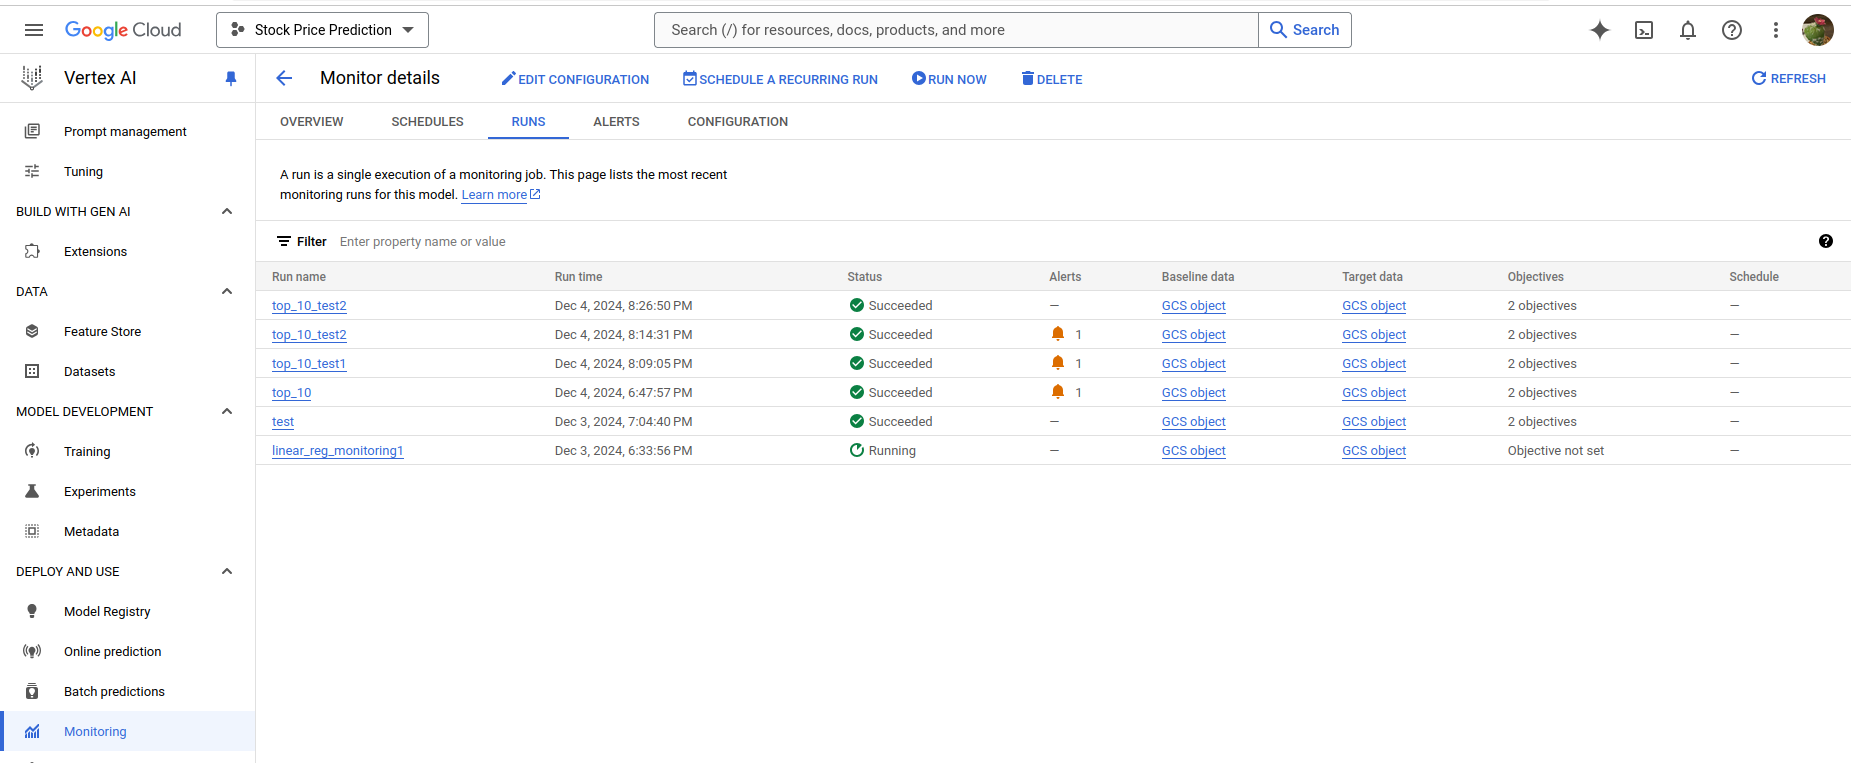 Google Cloud
Stock Price Prediction
Search (/) for resources, docs, products, and more
Search
Vertex AI
Monitor details
EDIT CONFIGURATION
SCHEDULE A RECURRING RUN
RUN NOW
DELETE
REFRESH
Prompt management
Tuning
BUILD WITH GEN AI
Extensions
DATA
Feature Store
Datasets
MODEL DEVELOPMENT
Training
Experiments
Metadata
DEPLOY AND USE
Model Registry
Online prediction
Batch predictions
Monitoring
OVERVIEW SCHEDULES RUNS ALERTS CONFIGURATION
A run is a single execution of a monitoring job. This page lists the most recent
monitoring runs for this model. Learn more
Filter Enter property name or value
Run name Run time Status Alerts Baseline data Target data Objectives Schedule
top_10_test2 Dec 4, 2024, 8:26:50 PM Succeeded — GCS object GCS object 2 objectives —
top_10_test2 Dec 4, 2024, 8:14:31 PM Succeeded 1 GCS object GCS object 2 objectives —
top_10_test1 Dec 4, 2024, 8:09:05 PM Succeeded 1 GCS object GCS object 2 objectives —
top_10 Dec 4, 2024, 6:47:57 PM Succeeded 1 GCS object GCS object 2 objectives —
test Dec 3, 2024, 7:04:40 PM Succeeded — GCS object GCS object 2 objectives —
linear_reg_monitoring1 Dec 3, 2024, 6:33:56 PM Running — GCS object GCS object Objective not set —